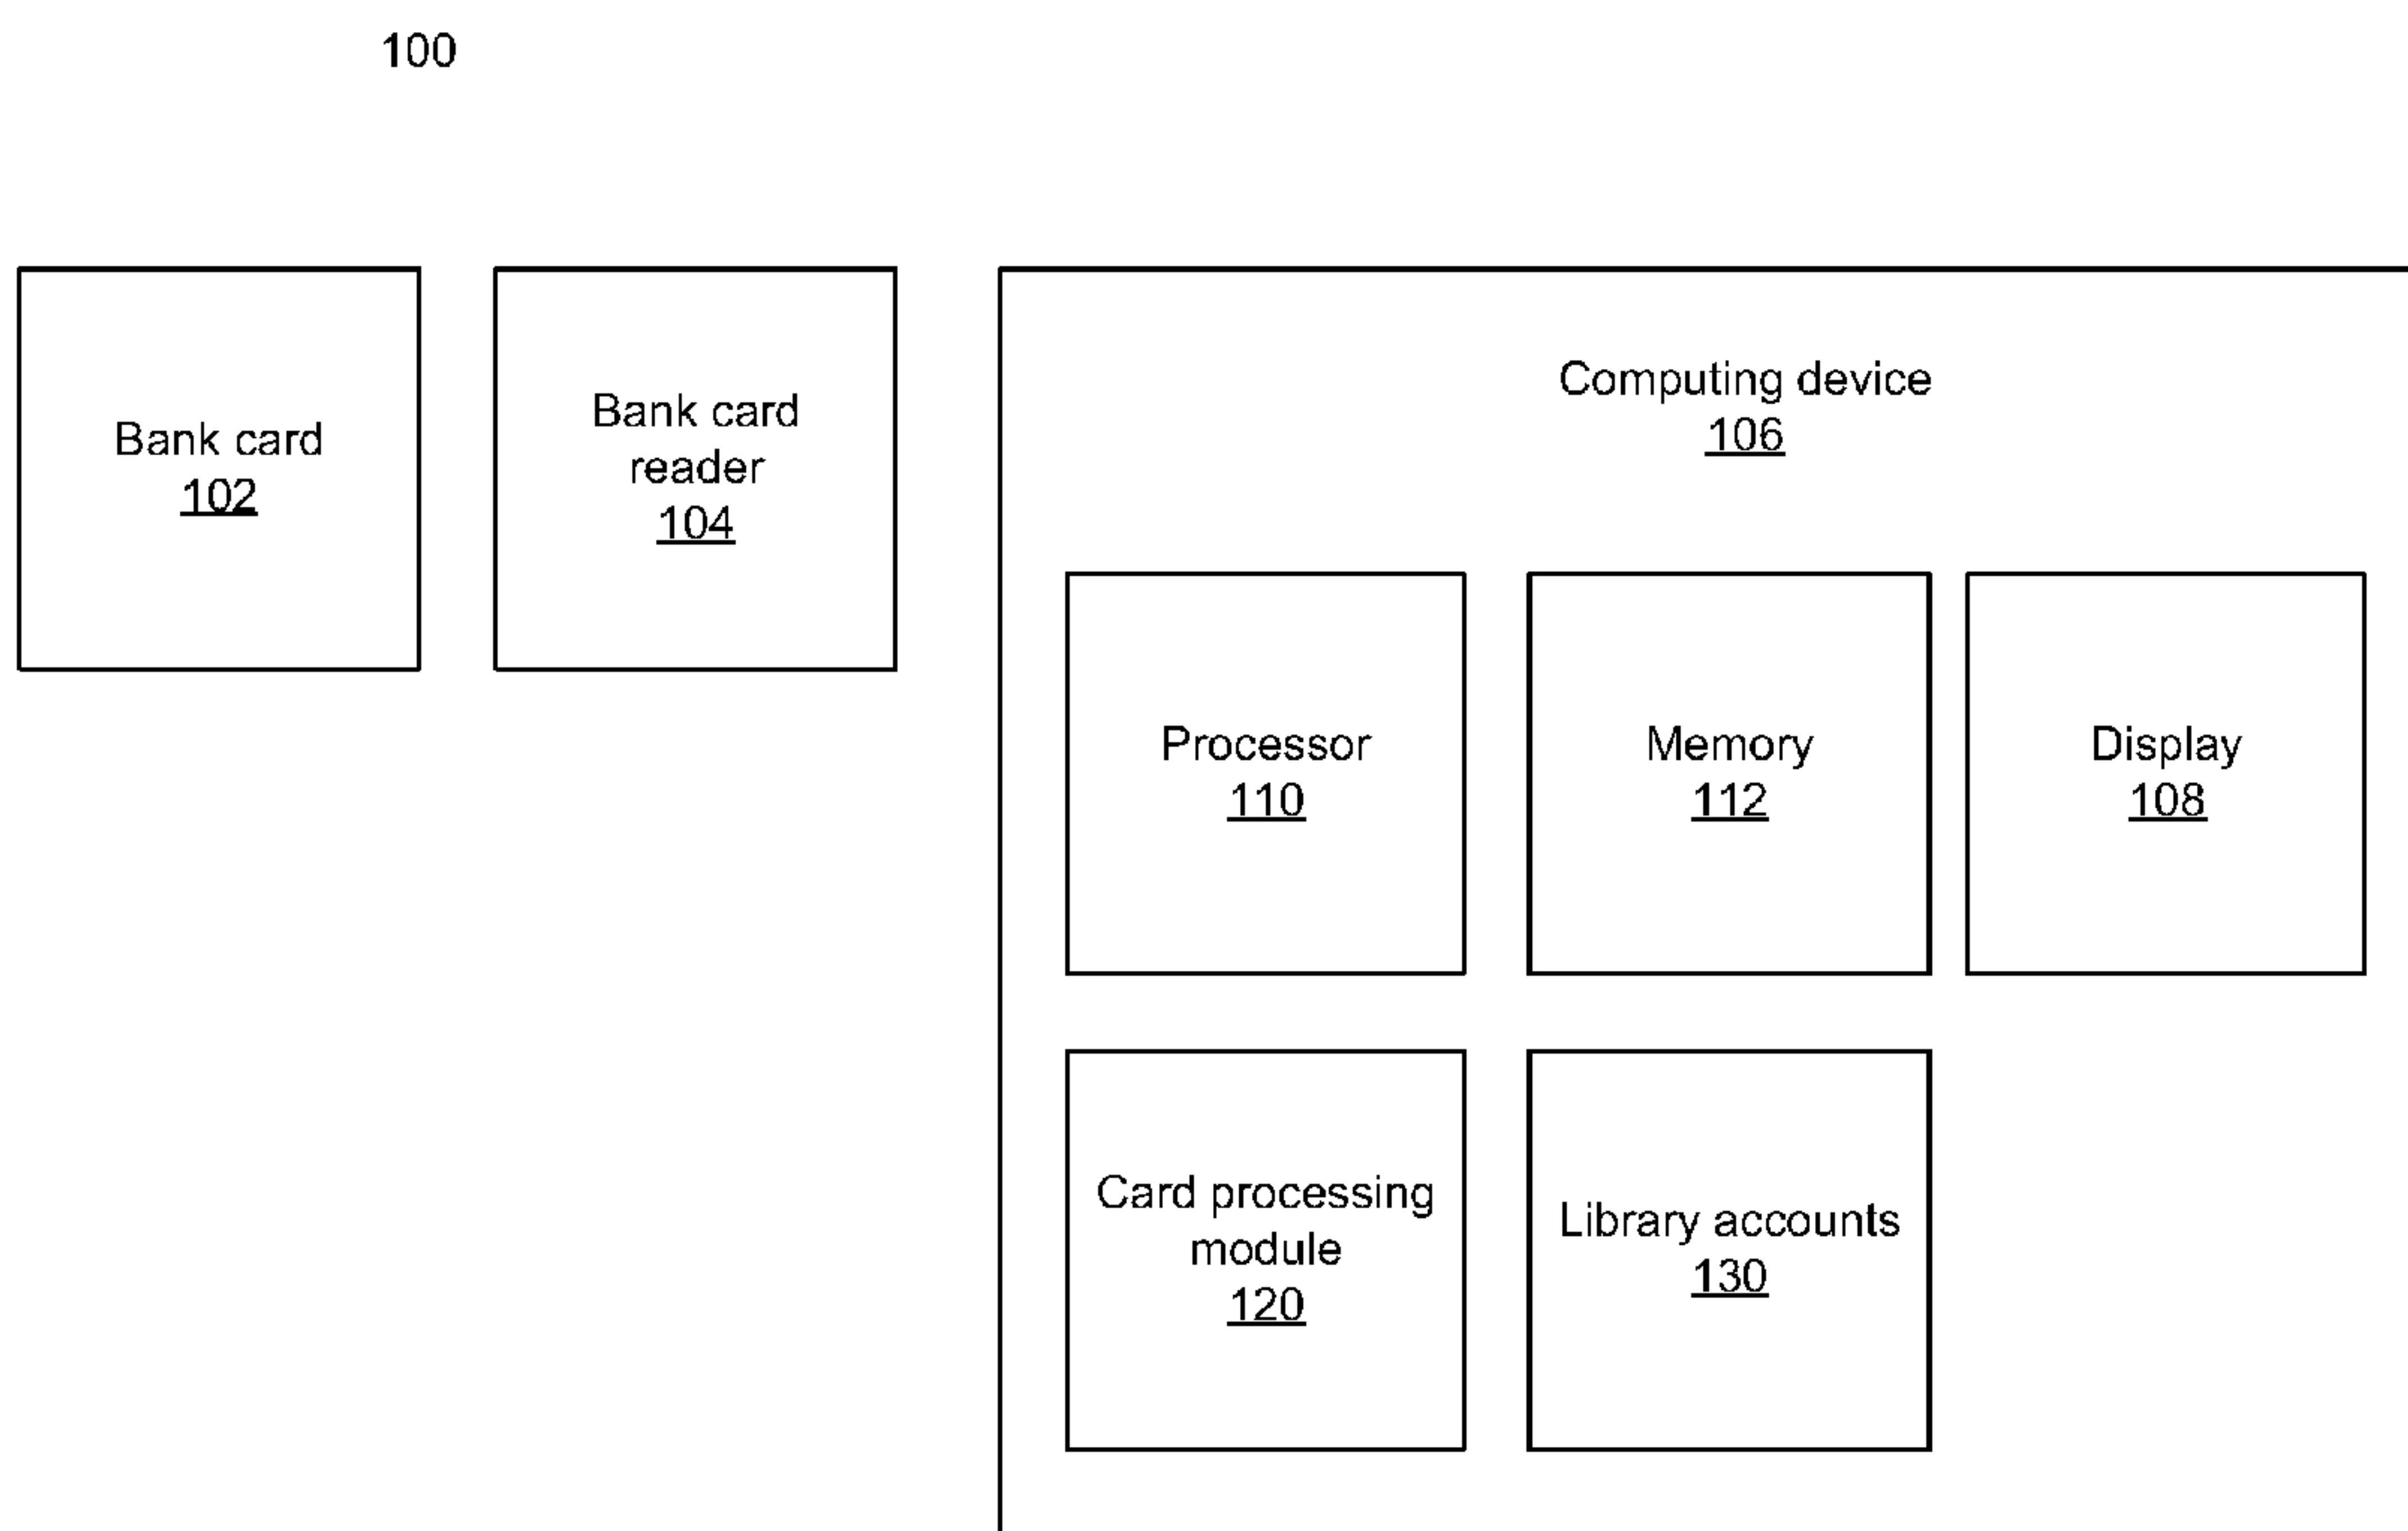 100
Bank card
102
Bank card
reader
104
Computing device
106
Processor
110
Memory
112
Display
108
Card processing
module
120
Library accounts
130